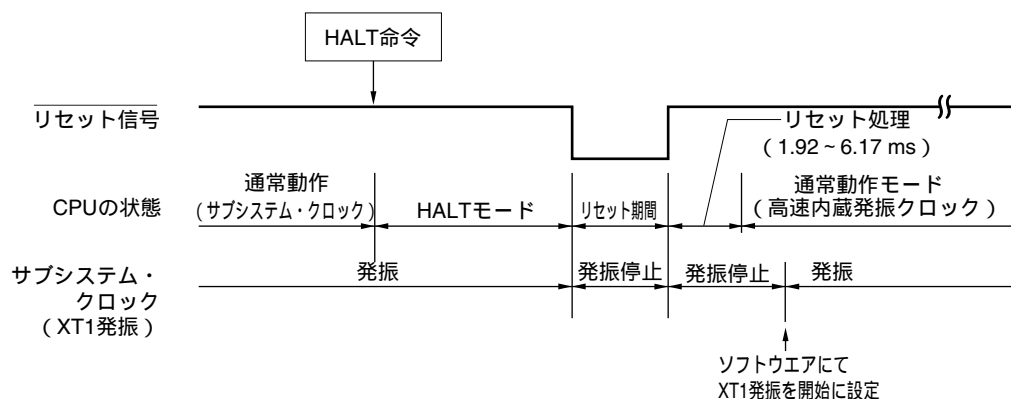 HALT命令
リセット信号
リセット処理
（1.92～6.17 ms）
CPUの状態
通常動作
（サブシステム・クロック）
HALTモード
リセット期間
通常動作モード
（高速内蔵発振クロック）
サブシステム・
クロック
（XT1発振）
発振
発振停止
発振停止
発振
ソフトウエアにて
XT1発振を開始に設定